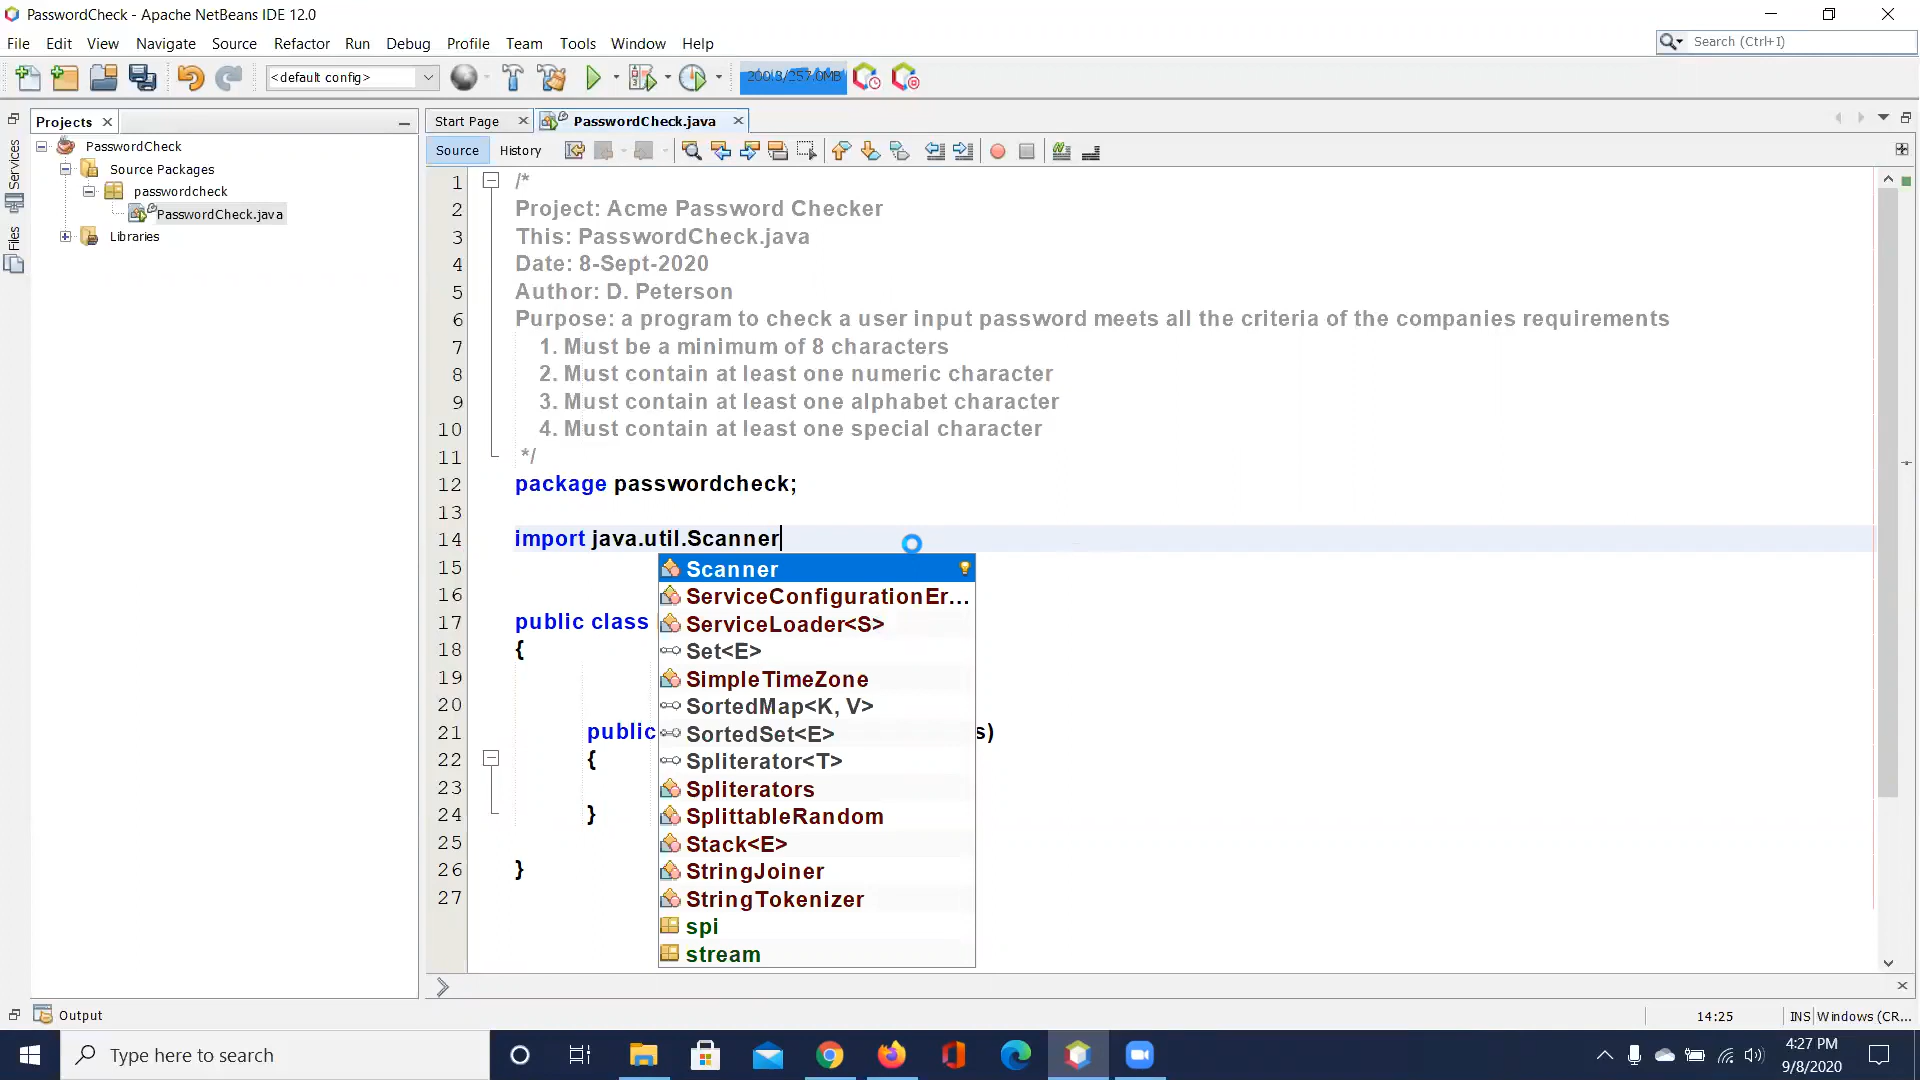 PasswordCheck - Apache NetBeans IDE 12.0
File Edit View Navigate Source Refactor Run Debug Profile Team Tools Window Help
Search (Ctrl+I)
<default config>
200.3/257.0MB
Projects
Start Page
PasswordCheck.java
Services
Files
PasswordCheck
Source Packages
passwordcheck
PasswordCheck.java
Libraries
Source History
1 /*
2 Project: Acme Password Checker
3 This: PasswordCheck.java
4 Date: 8-Sept-2020
5 Author: D. Peterson
6 Purpose: a program to check a user input password meets all the criteria of the companies requirements
7 1. Must be a minimum of 8 characters
8 2. Must contain at least one numeric character
9 3. Must contain at least one alphabet character
10 4. Must contain at least one special character
11 */
12 package passwordcheck;
13
14 import java.util.Scanner
15
16
17 public class
18 {
19
20
21 public s)
22 {
23
24 }
25
26 }
27
Scanner
ServiceConfigurationEr...
ServiceLoader<S>
Set<E>
SimpleTimeZone
SortedMap<K, V>
SortedSet<E>
Spliterator<T>
Spliterators
SplittableRandom
Stack<E>
StringJoiner
StringTokenizer
spi
stream
Output
14:25
INS
Windows (CR...
Type here to search
4:27 PM
9/8/2020